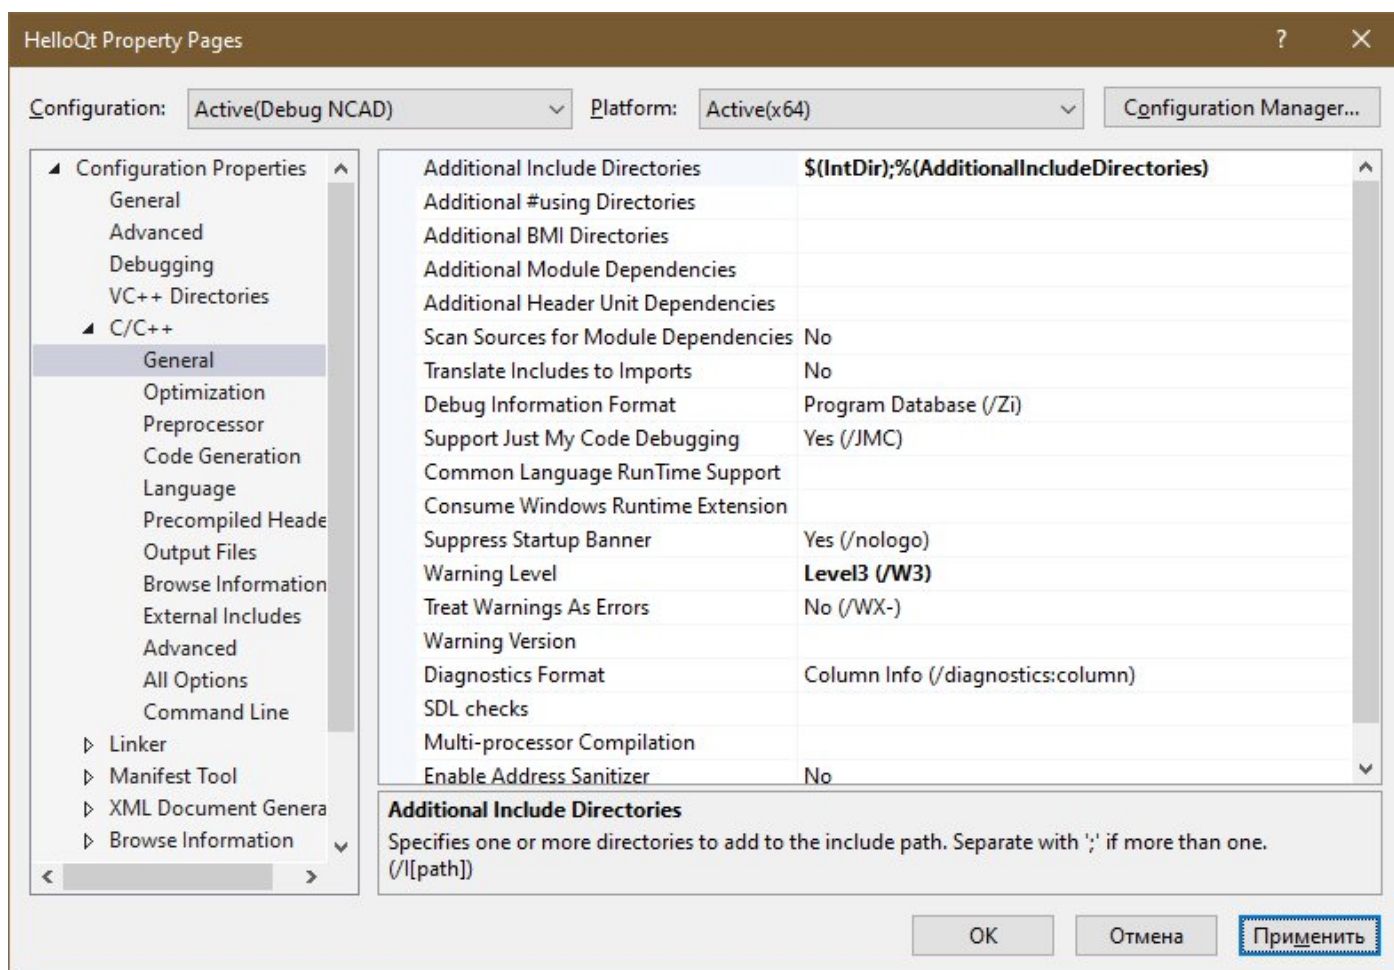 HelloQt Property Pages
?
Configuration: Active(Debug NCAD) Platform: Active(x64) Configuration Manager...
Configuration Properties
General
Advanced
Debugging
VC++ Directories
C/C++
General
Optimization
Preprocessor
Code Generation
Language
Precompiled Heade
Output Files
Browse Information
External Includes
Advanced
All Options
Command Line
Linker
Manifest Tool
XML Document Genera
Browse Information
Additional Include Directories $(IntDir);%(AdditionalIncludeDirectories)
Additional #using Directories
Additional BMI Directories
Additional Module Dependencies
Additional Header Unit Dependencies
Scan Sources for Module Dependencies No
Translate Includes to Imports No
Debug Information Format Program Database (/Zi)
Support Just My Code Debugging Yes (/JMC)
Common Language RunTime Support
Consume Windows Runtime Extension
Suppress Startup Banner Yes (/nologo)
Warning Level Level3 (/W3)
Treat Warnings As Errors No (/WX-)
Warning Version
Diagnostics Format Column Info (/diagnostics:column)
SDL checks
Multi-processor Compilation
Enable Address Sanitizer No
Additional Include Directories
Specifies one or more directories to add to the include path. Separate with ';' if more than one.
(/I[path])
OK Отмена Применить